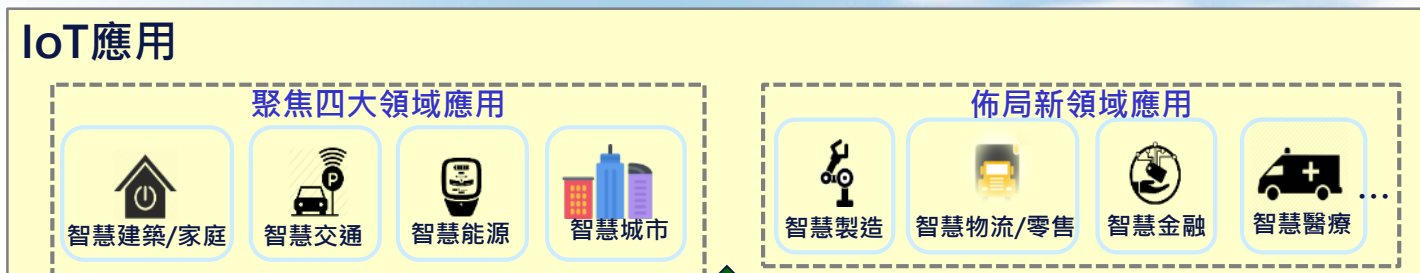 IoT應用
聚焦四大領域應用
智慧建築/家庭
智慧交通
智慧能源
智慧城市
佈局新領域應用
智慧製造
智慧物流/零售
智慧金融
智慧醫療
...
P